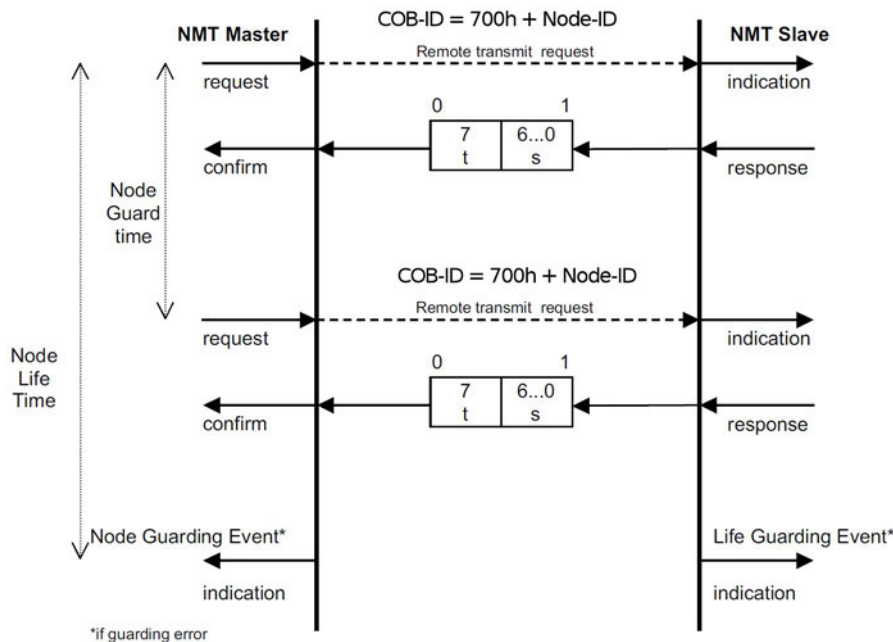 COB-ID = 700h + Node-ID
NMT Master
NMT Slave
Remote transmit request
request
indication
0 1
7 6...0
t s
confirm
response
Node
Guard
time
COB-ID = 700h + Node-ID
Remote transmit request
request
indication
Node
Life
Time
0 1
7 6...0
t s
confirm
response
Node Guarding Event*
Life Guarding Event*
indication
indication
*if guarding error